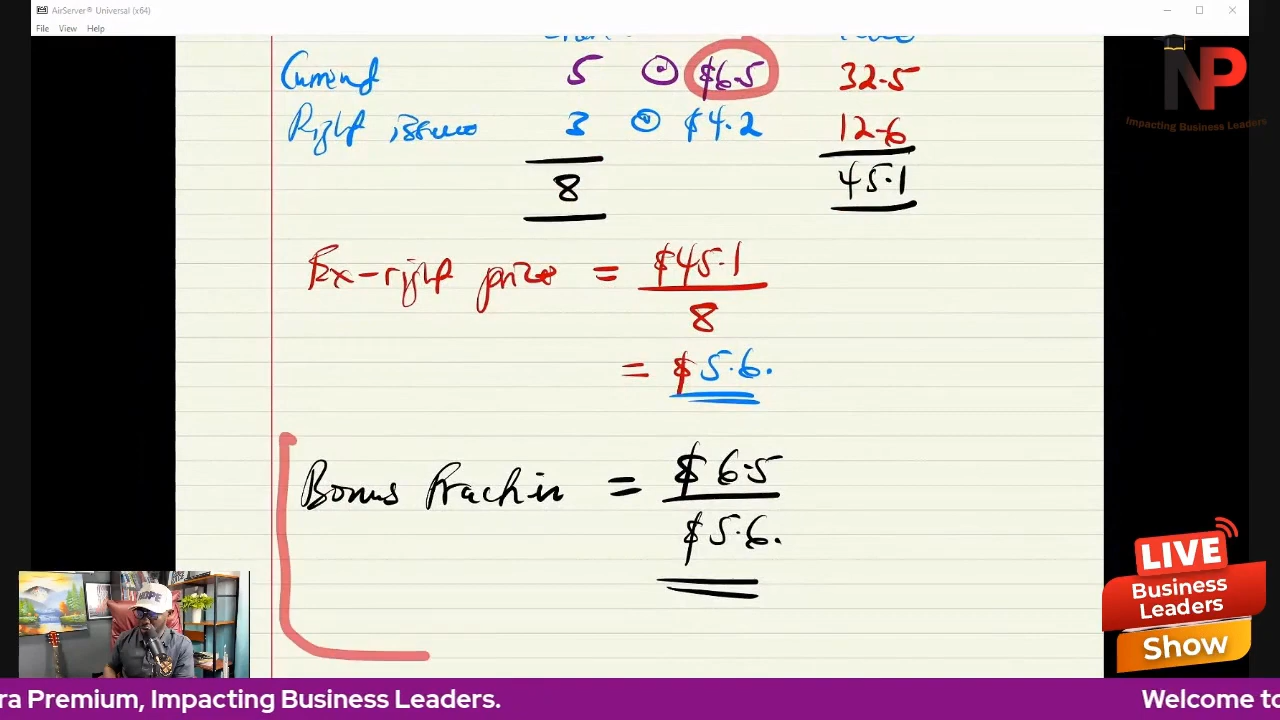 AirServer® Universal (x64)
File View Help
Current 5 @ $6.5 32.5
Right issue 3 @ $4.2 12.6
8 45.1
Ex-right price = $45.1
8
= $5.6.
Bonus Fraction = $6.5
$5.6.
NP
Impacting Business Leaders
HOPE
LIVE
Business
Leaders
Show
ra Premium, Impacting Business Leaders.
Welcome to